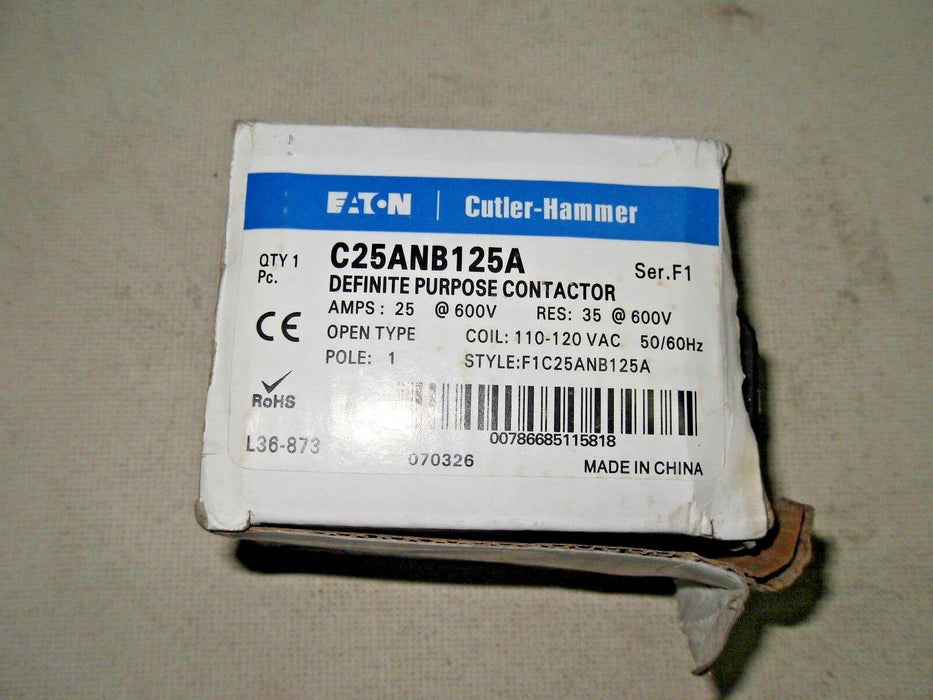 EATON | Cutler-Hammer
QTY 1 Pc.
C25ANB125A
Ser.F1
DEFINITE PURPOSE CONTACTOR
AMPS : 25 @ 600V RES: 35 @ 600V
OPEN TYPE COIL: 110-120 VAC 50/60Hz
POLE: 1 STYLE:F1C25ANB125A
CE
RoHS
00786685115818
L36-873
070326
MADE IN CHINA